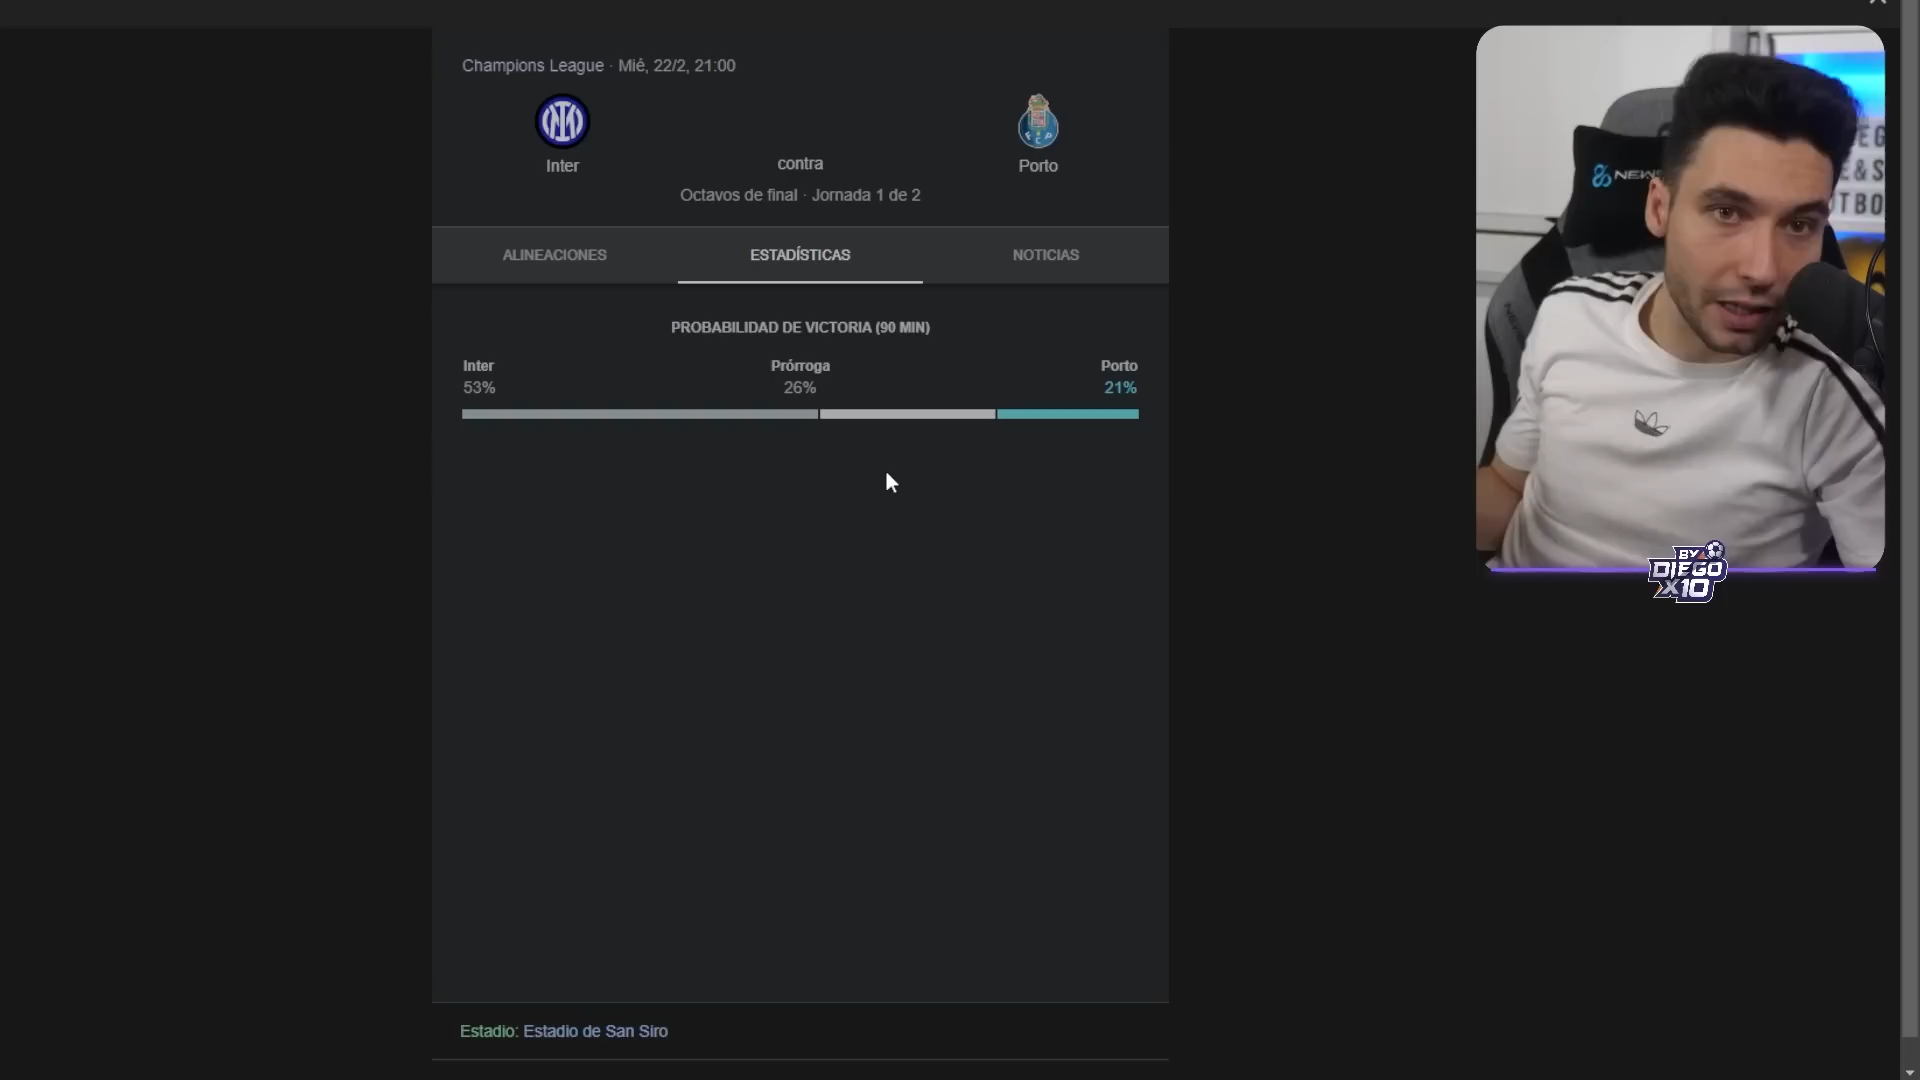 Champions League · Mié, 22/2, 21:00
Inter
contra
Porto
Octavos de final · Jornada 1 de 2
ALINEACIONES
ESTADÍSTICAS
NOTICIAS
PROBABILIDAD DE VICTORIA (90 MIN)
Inter
Prórroga
Porto
53%
26%
21%
Estadio: Estadio de San Siro
BY
DIEGO
X10
FCP